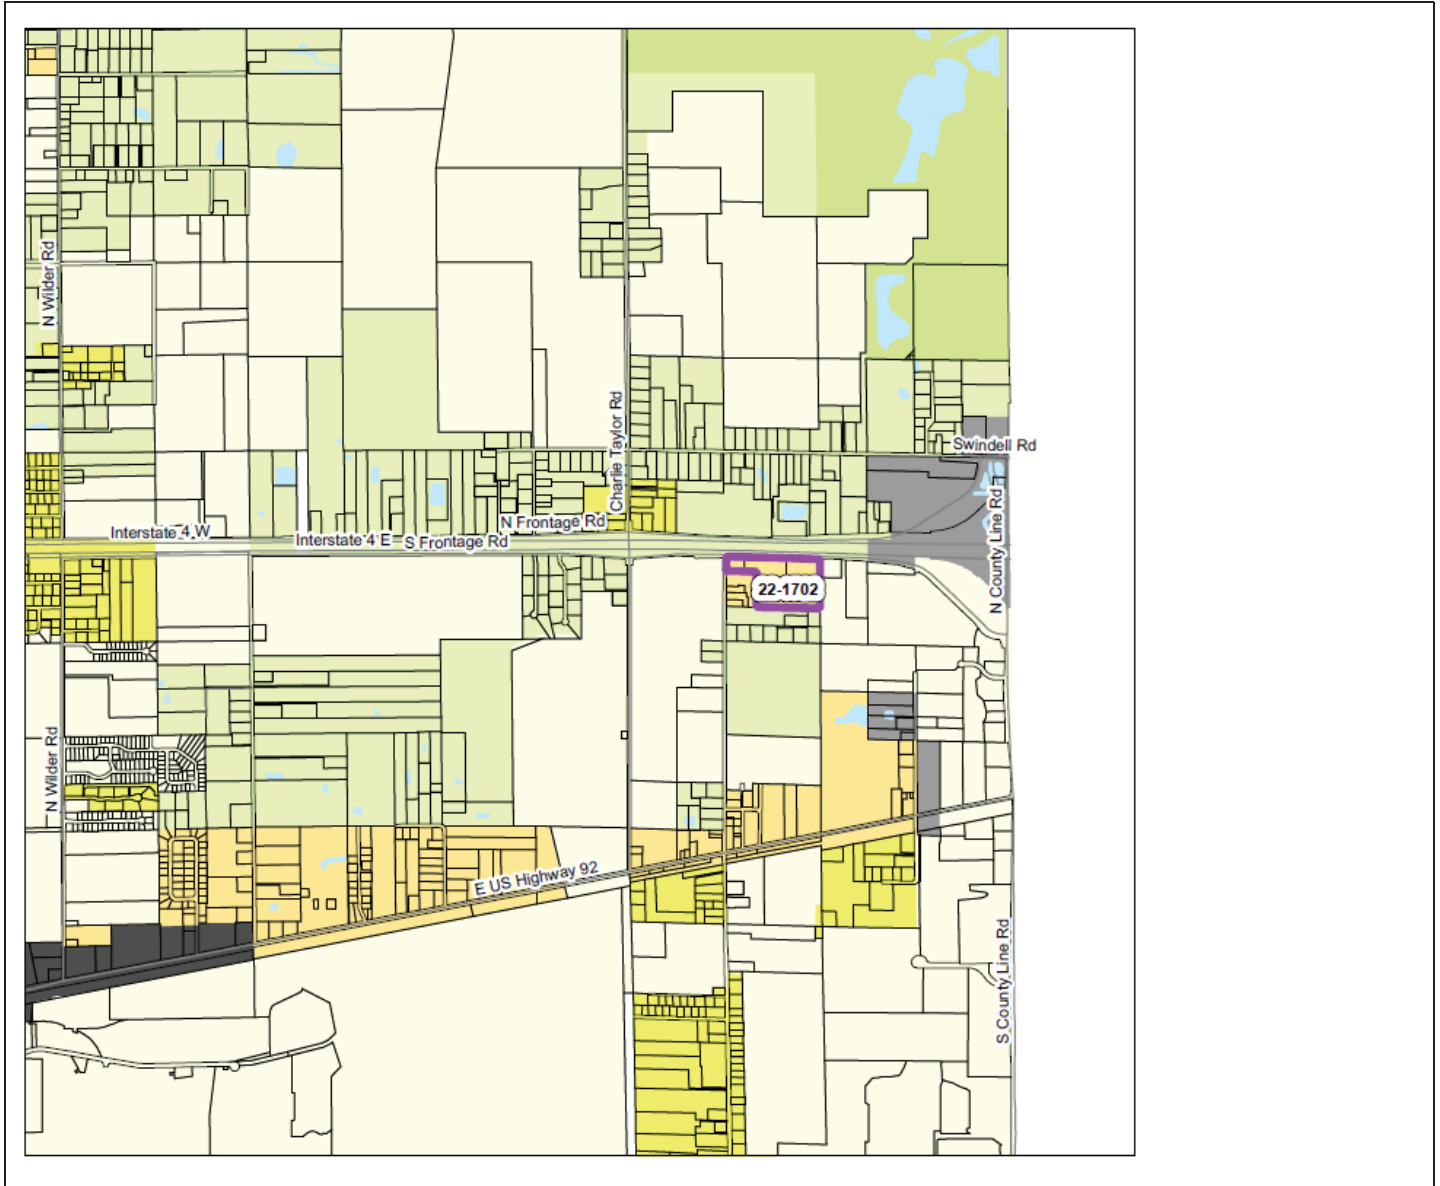 N Wilder Rd
Charlie Taylor Rd
Swindell Rd
N Frontage Rd
Interstate 4 W
Interstate 4 E
S Frontage Rd
N County Line Rd
22-1702
N Wilder Rd
E US Highway 92
S County Line Rd